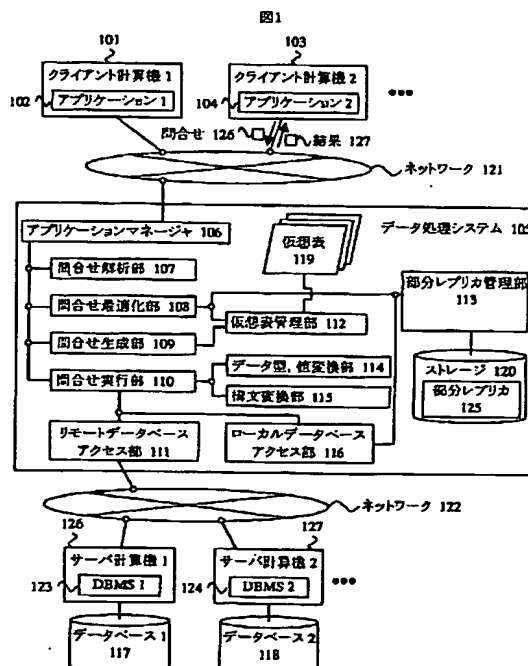 図1
101
103
クライアント計算機 1
クライアント計算機 2
102
アプリケーション 1
104
アプリケーション 2
•••
問合せ 126
結果 127
ネットワーク 121
アプリケーションマネージャ 106
データ処理システム 105
仮想表
119
問合せ解析部 107
部分レプリカ管理部
113
問合せ最適化部 108
仮想表管理部 112
問合せ生成部 109
ストレージ 120
データ型, 値変換部 114
問合せ実行部 110
部分レプリカ
125
構文変換部 115
リモートデータベース
アクセス部 111
ローカルデータベース
アクセス部 116
ネットワーク 122
126
127
サーバ計算機 1
サーバ計算機 2
123
DBMS 1
124
DBMS 2
•••
データベース 1
117
データベース 2
118